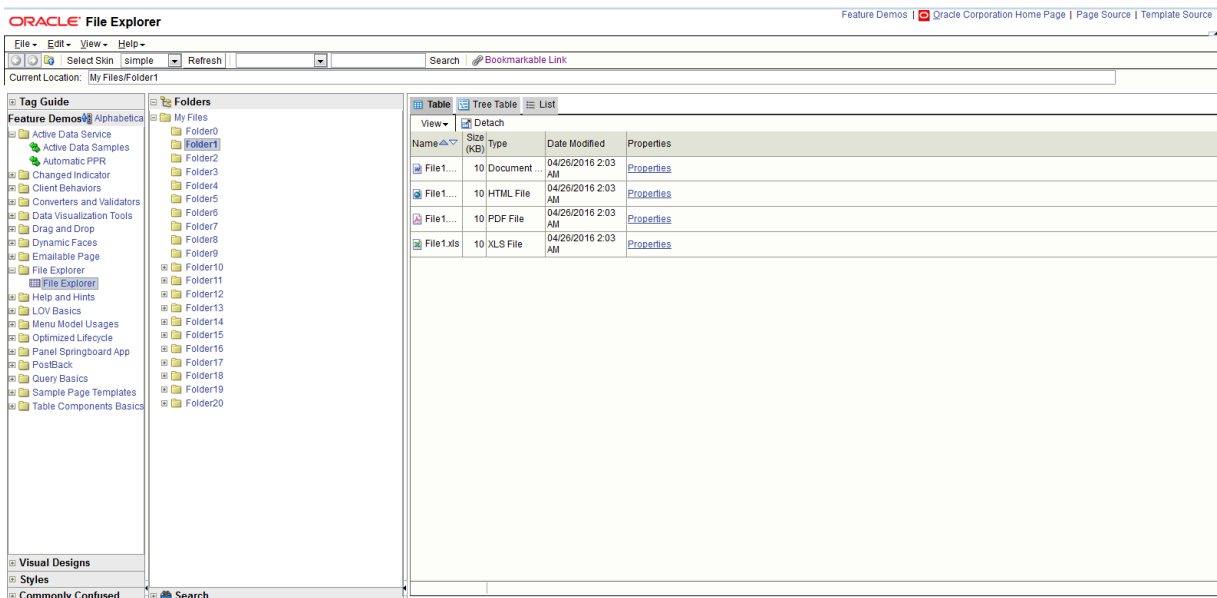 Feature Demos | Oracle Corporation Home Page | Page Source | Template Source
ORACLE File Explorer
File Edit View Help
Select Skin simple Refresh Search Bookmarkable Link
Current Location: My Files/Folder1
Tag Guide
Feature Demos Alphabetica
Active Data Service
Active Data Samples
Automatic PPR
Changed Indicator
Client Behaviors
Converters and Validators
Data Visualization Tools
Drag and Drop
Dynamic Faces
Emailable Page
File Explorer
File Explorer
Help and Hints
LOV Basics
Menu Model Usages
Optimized Lifecycle
Panel Springboard App
PostBack
Query Basics
Sample Page Templates
Table Components Basics
Visual Designs
Styles
Commonly Confused
Folders
My Files
Folder0
Folder1
Folder2
Folder3
Folder4
Folder5
Folder6
Folder7
Folder8
Folder9
Folder10
Folder11
Folder12
Folder13
Folder14
Folder15
Folder16
Folder17
Folder18
Folder19
Folder20
Search
Table Tree Table List
View Detach
Name Size (KB) Type Date Modified Properties
File1.... 10 Document ... 04/26/2016 2:03 AM Properties
File1.... 10 HTML File 04/26/2016 2:03 AM Properties
File1.... 10 PDF File 04/26/2016 2:03 AM Properties
File1.xls 10 XLS File 04/26/2016 2:03 AM Properties